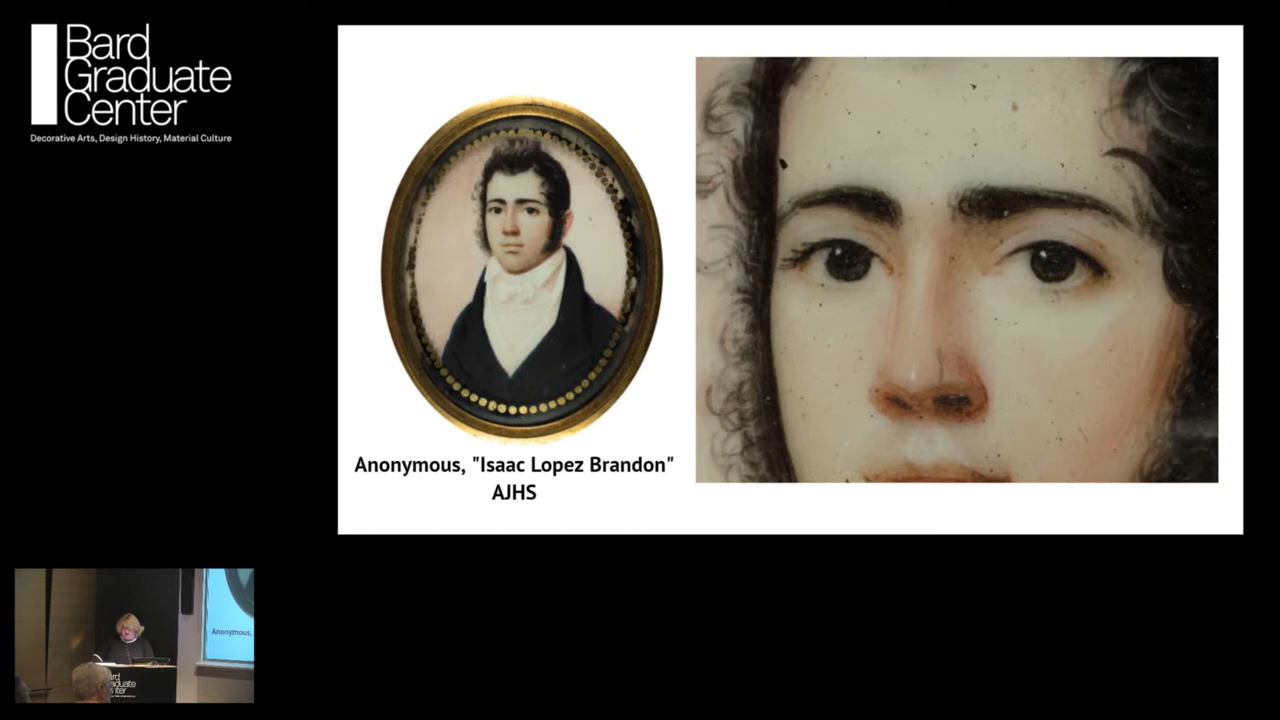 Bard
Graduate
Center
Decorative Arts, Design History, Material Culture
Anonymous, "Isaac Lopez Brandon"
AJHS
Anonymous,